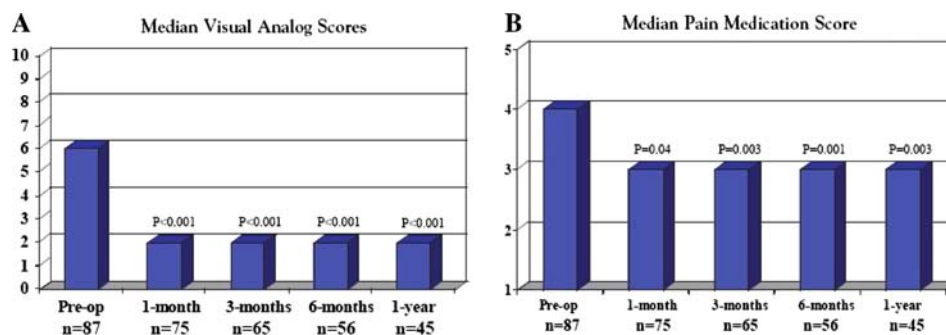 A
Median Visual Analog Scores
10
9
8
7
6
5
4
3
2
1
0
P<0.001 P<0.001 P<0.001 P<0.001
Pre-op 1-month 3-months 6-months 1-year
n=87 n=75 n=65 n=56 n=45
B
Median Pain Medication Score
5
4
3
2
1
P=0.04 P=0.003 P=0.001 P=0.003
Pre-op 1-month 3-months 6-months 1-year
n=87 n=75 n=65 n=56 n=45